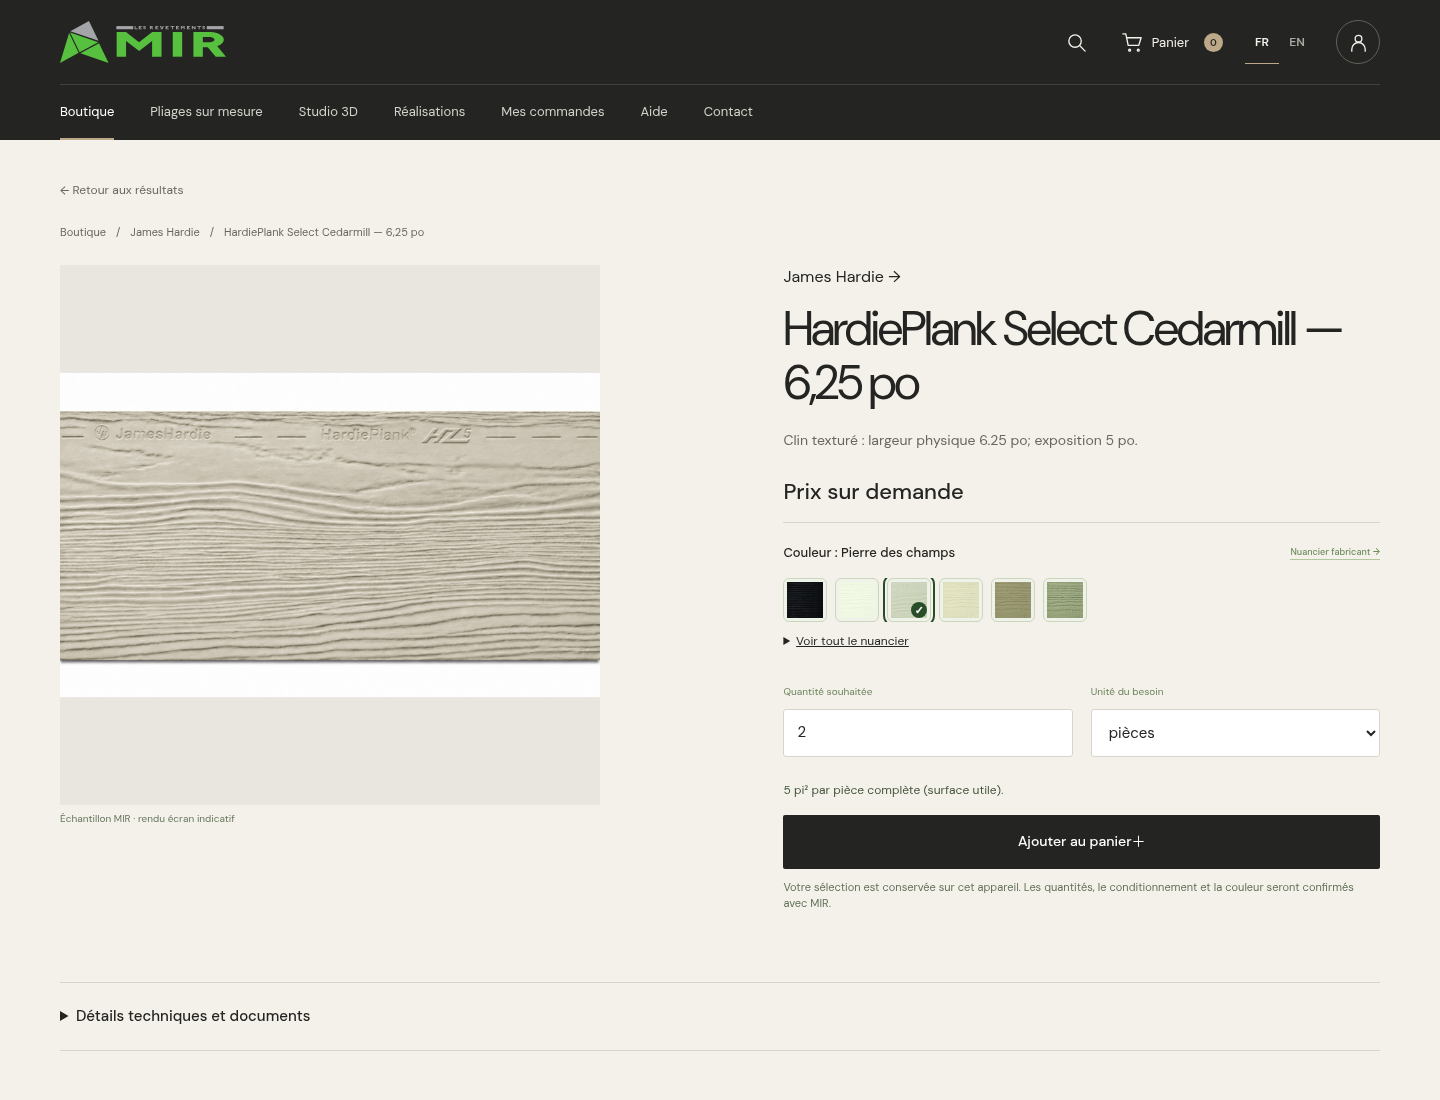 LES REVETEMENTS
MIR
Panier 0 FR EN
Boutique Pliages sur mesure Studio 3D Réalisations Mes commandes Aide Contact
← Retour aux résultats
Boutique / James Hardie / HardiePlank Select Cedarmill — 6,25 po
JamesHardie HardiePlank® HZ5
Échantillon MIR · rendu écran indicatif
James Hardie →
HardiePlank Select Cedarmill —
6,25 po
Clin texturé : largeur physique 6.25 po; exposition 5 po.
Prix sur demande
Couleur : Pierre des champs
Nuancier fabricant →
Voir tout le nuancier
Quantité souhaitée Unité du besoin
2 pièces
5 pi² par pièce complète (surface utile).
Ajouter au panier+
Votre sélection est conservée sur cet appareil. Les quantités, le conditionnement et la couleur seront confirmés
avec MIR.
Détails techniques et documents